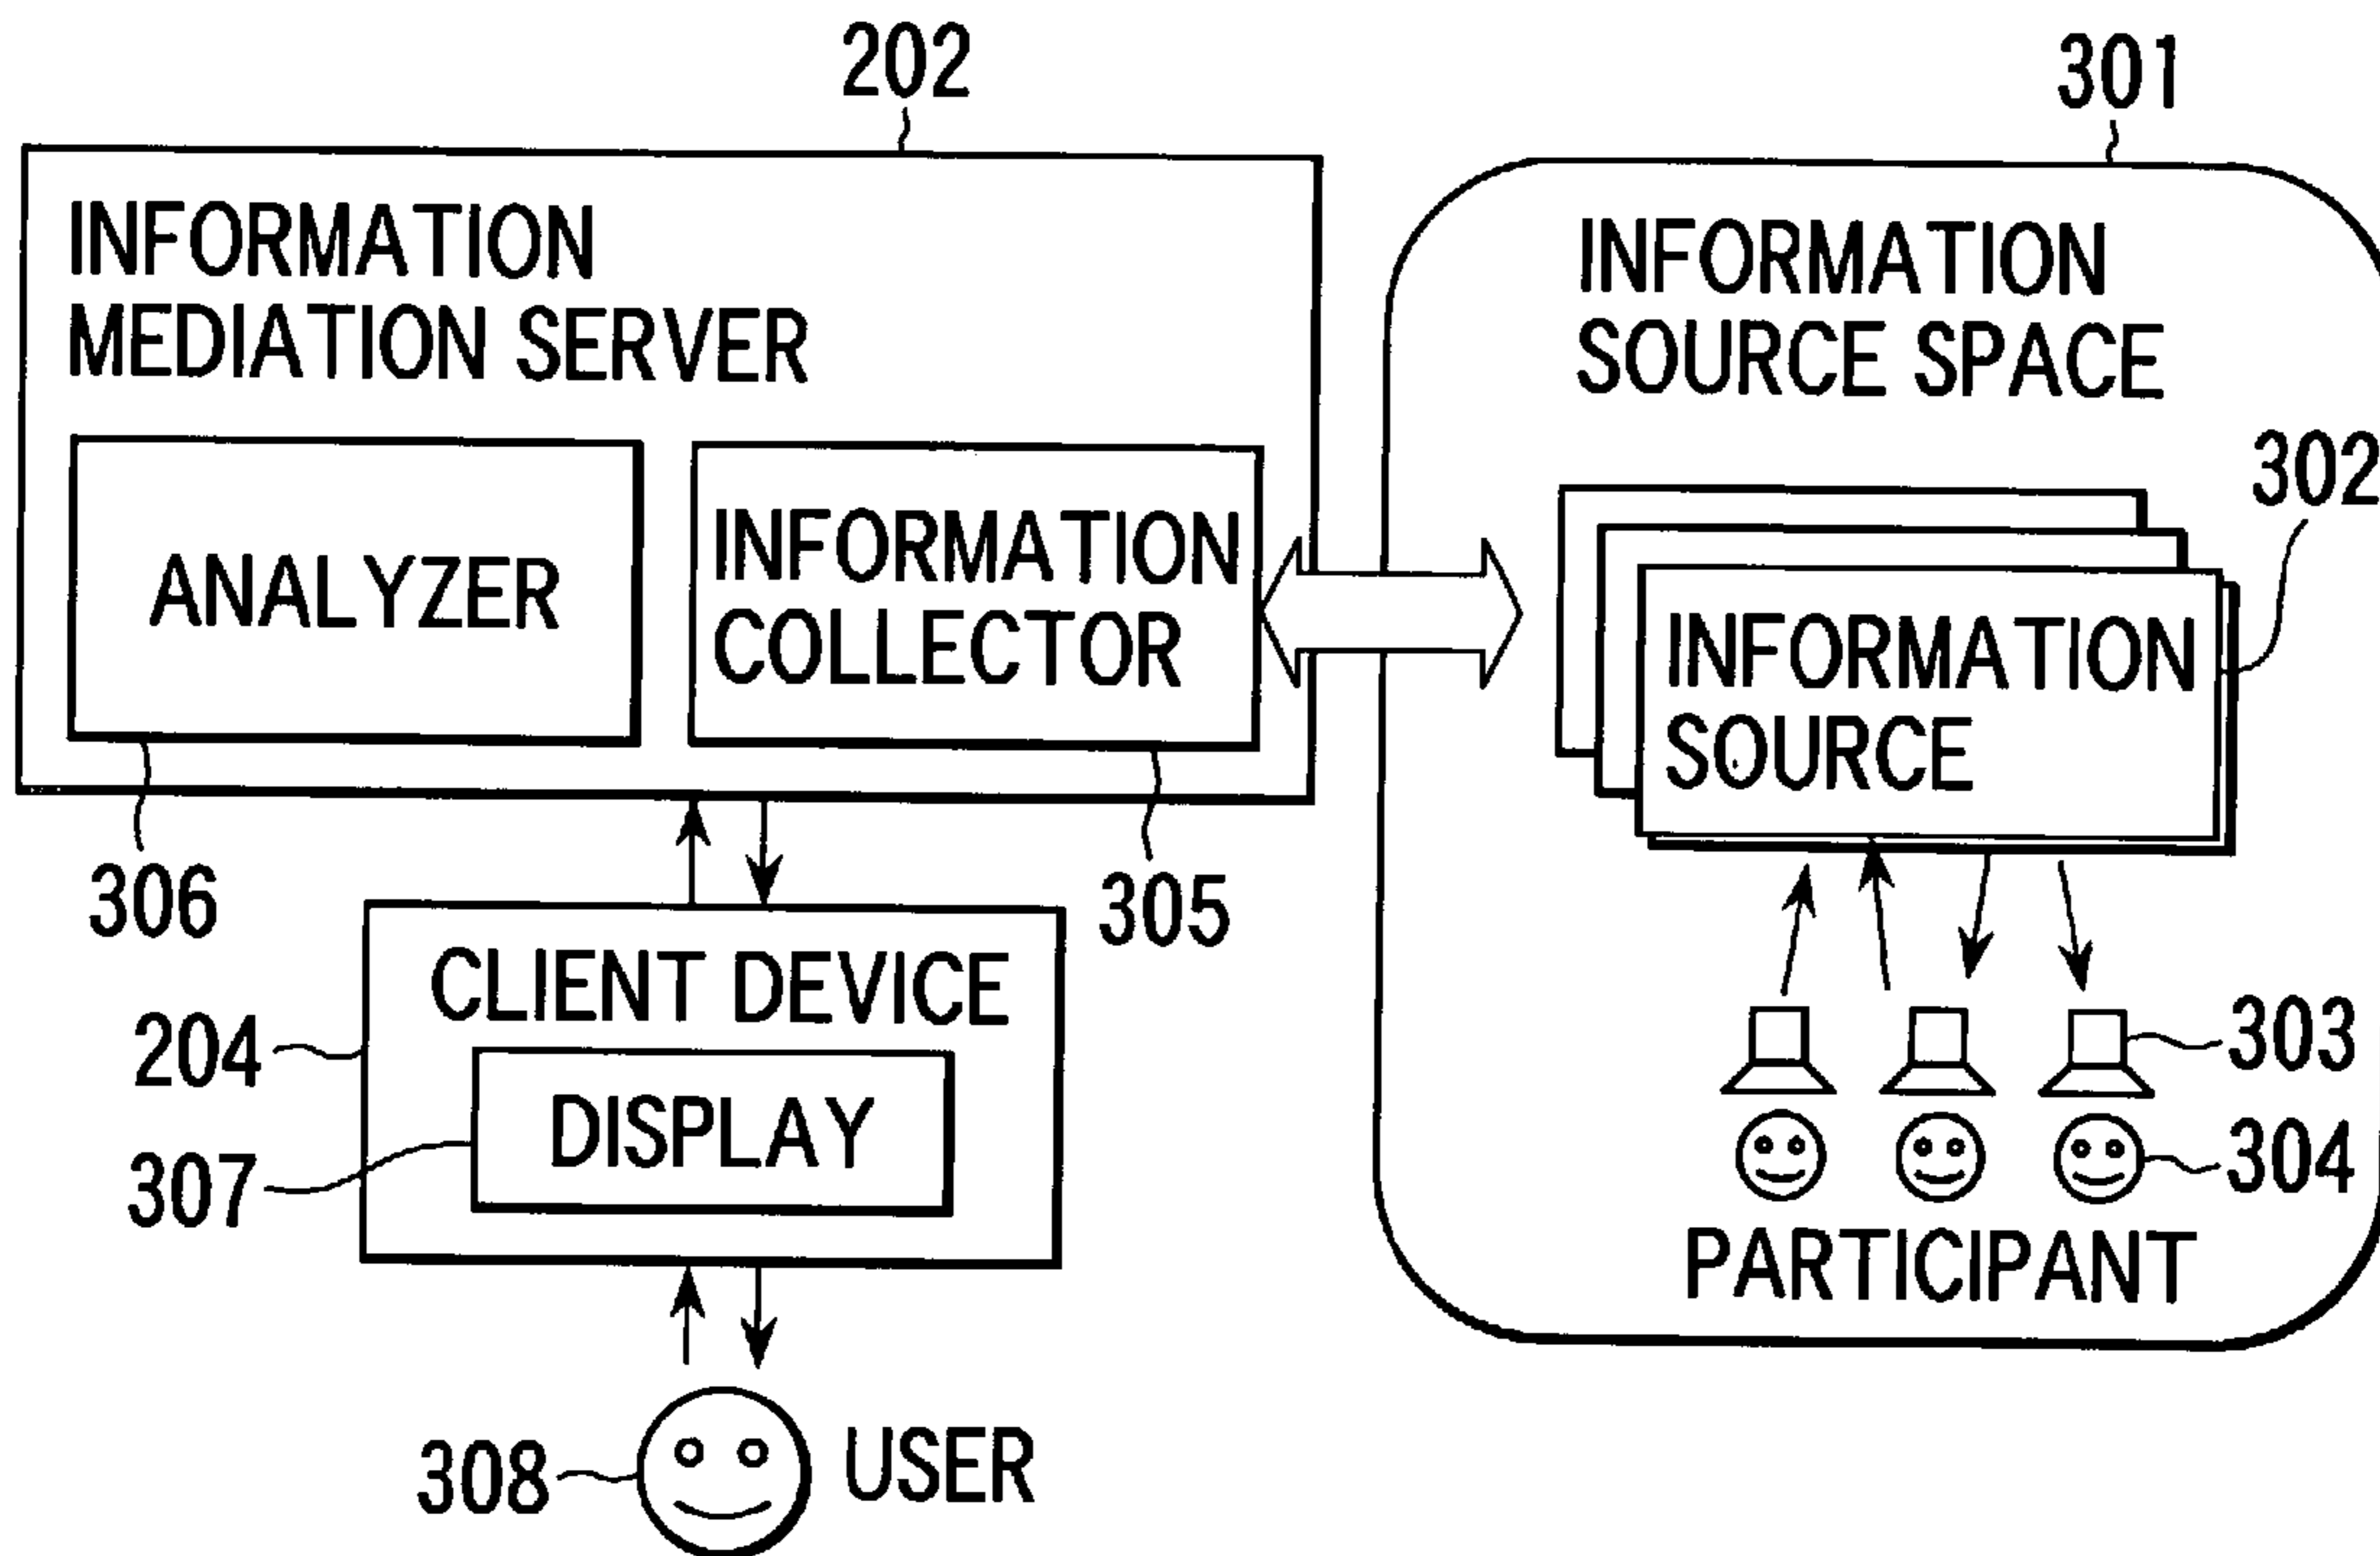 202
301
INFORMATION
MEDIATION SERVER
INFORMATION
SOURCE SPACE
302
ANALYZER
INFORMATION
COLLECTOR
INFORMATION
SOURCE
306
305
CLIENT DEVICE
204
DISPLAY
307
303
304
PARTICIPANT
308
USER